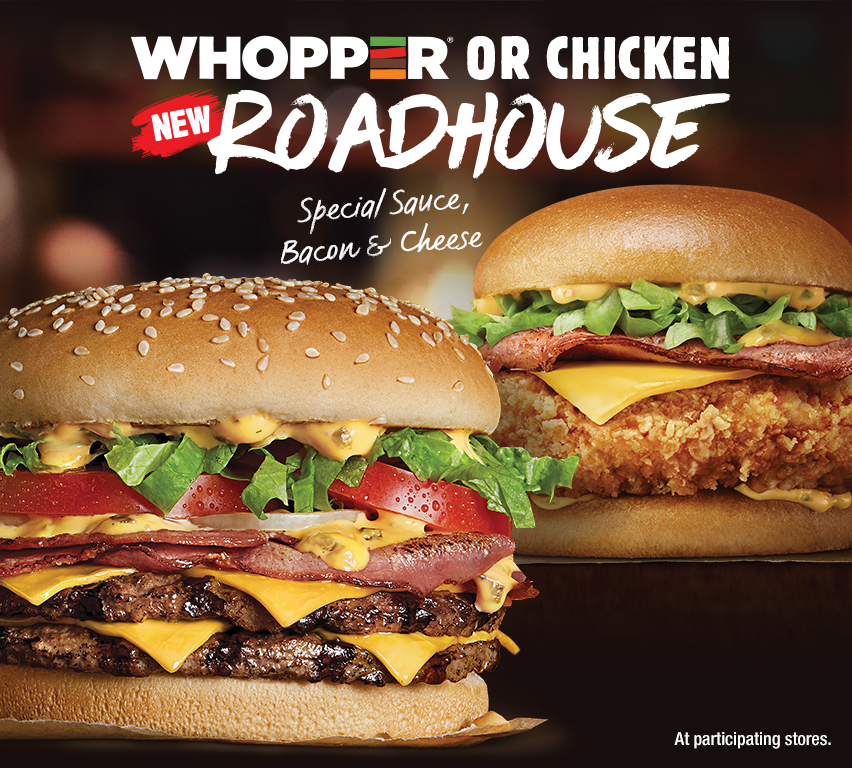 WHOPPER® OR CHICKEN
NEW ROADHOUSE
Special Sauce,
Bacon & Cheese
At participating stores.